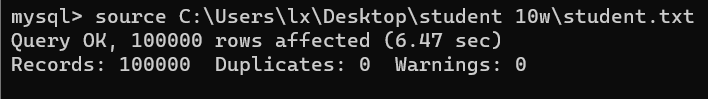 mysql> source C:\Users\lx\Desktop\student 10w\student.txt
Query OK, 100000 rows affected (6.47 sec)
Records: 100000  Duplicates: 0  Warnings: 0